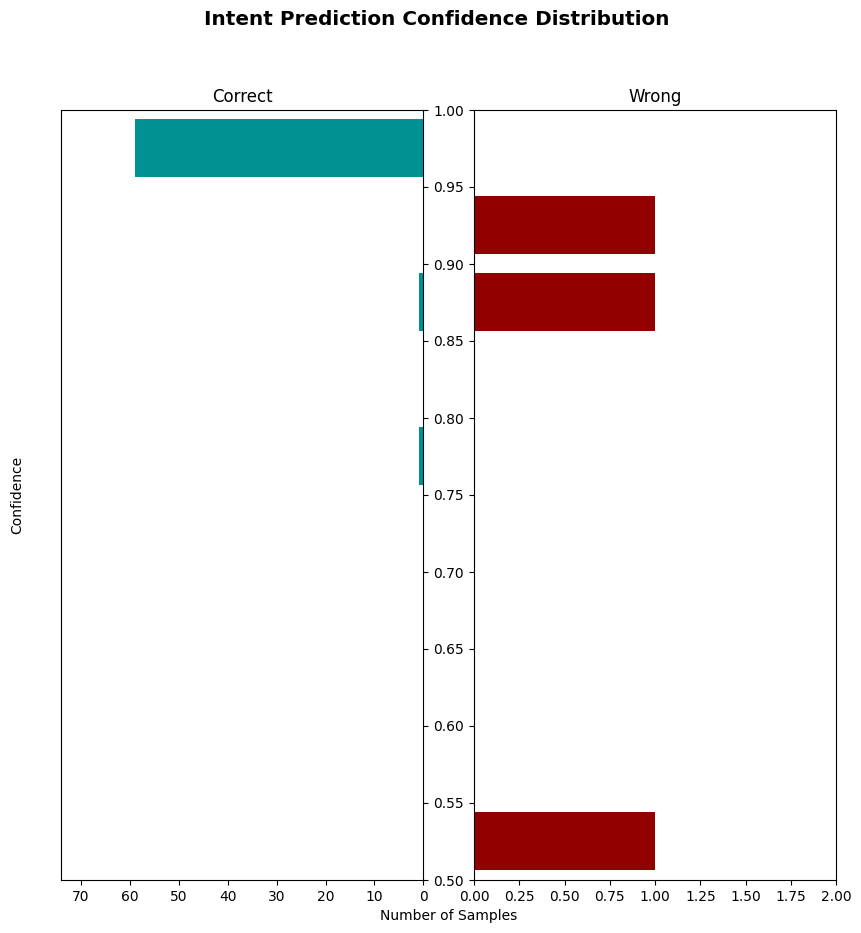 Intent Prediction Confidence Distribution
Correct
Wrong
1.00
0.95
0.90
0.85
0.80
0.75
0.70
0.65
0.60
0.55
0.50
Confidence
70 60 50 40 30 20 10 0
0.00 0.25 0.50 0.75 1.00 1.25 1.50 1.75 2.00
Number of Samples